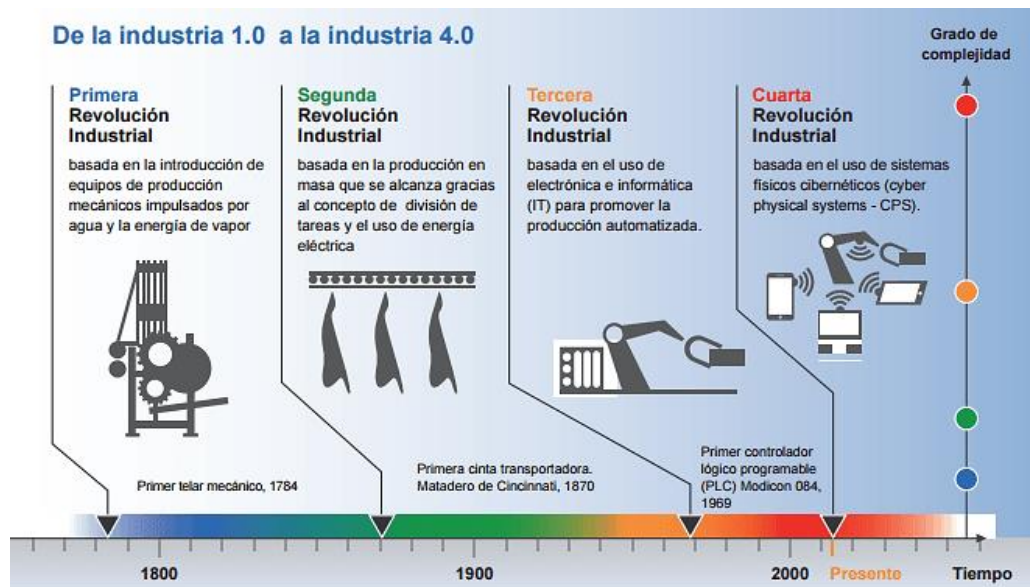 De la industria 1.0 a la industria 4.0
Grado de
complejidad
Primera
Revolución
Industrial
basada en la introducción de
equipos de producción
mecánicos impulsados por
agua y la energía de vapor
Segunda
Revolución
Industrial
basada en la producción en
masa que se alcanza gracias
al concepto de división de
tareas y el uso de energía
eléctrica
Tercera
Revolución
Industrial
basada en el uso de
electrónica e informática
(IT) para promover la
producción automatizada.
Cuarta
Revolución
Industrial
basada en el uso de sistemas
físicos cibernéticos (cyber
physical systems - CPS).
Primer telar mecánico, 1784
Primera cinta transportadora.
Matadero de Cincinnati, 1870
Primer controlador
lógico programable
(PLC) Modicon 084,
1969
1800
1900
2000
Presente
Tiempo